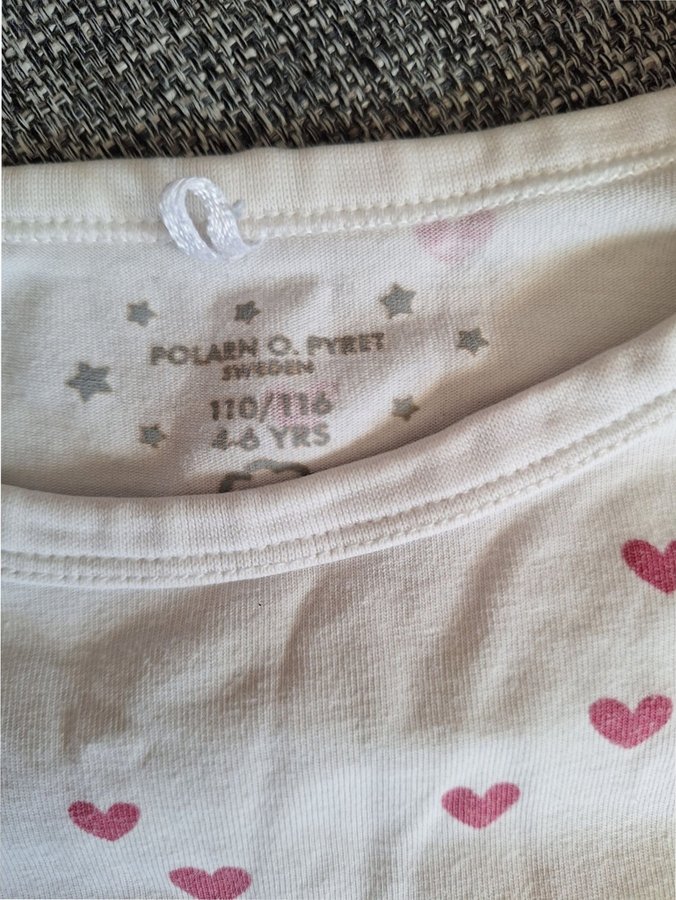 POLARN O. PYRET
SWEDEN
110/116
4-6 YRS